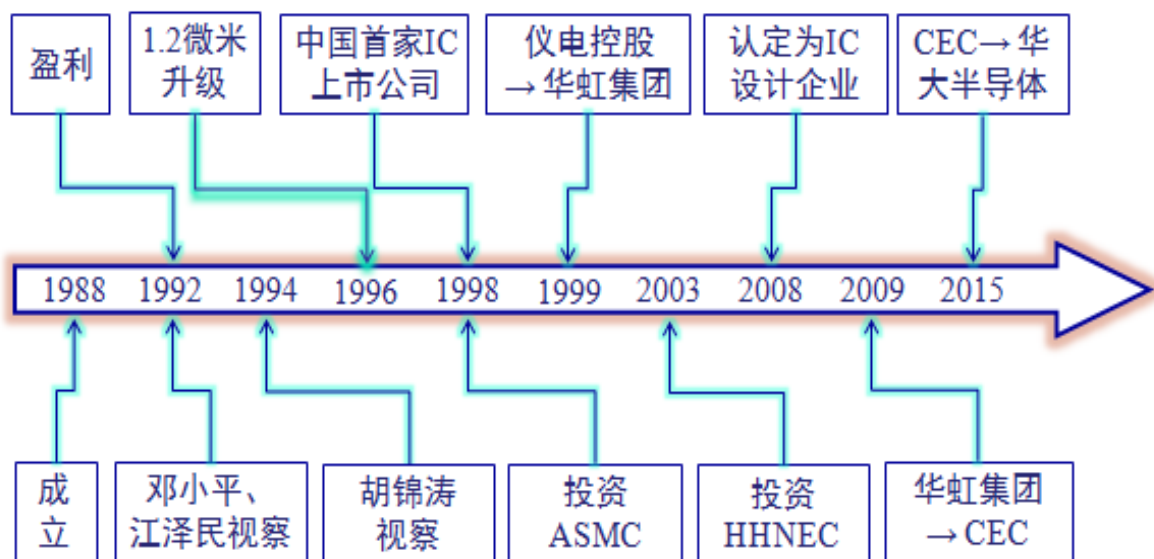 盈利
1.2微米
升级
中国首家IC
上市公司
仪电控股
→华虹集团
认定为IC
设计企业
CEC→华
大半导体
1988 1992 1994 1996 1998 1999 2003 2008 2009 2015
成
立
邓小平、
江泽民视察
胡锦涛
视察
投资
ASMC
投资
HHNEC
华虹集团
→CEC